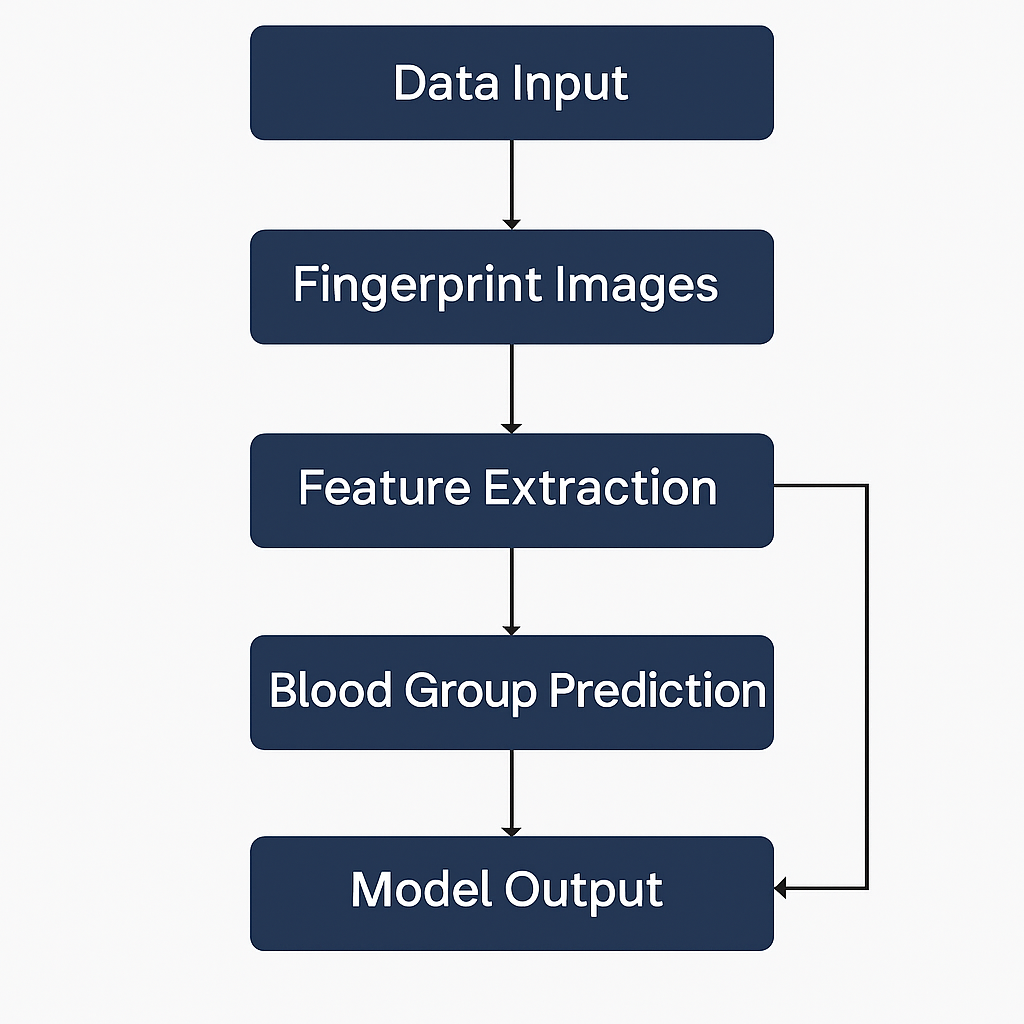 Data Input
Fingerprint Images
Feature Extraction
Blood Group Prediction
Model Output